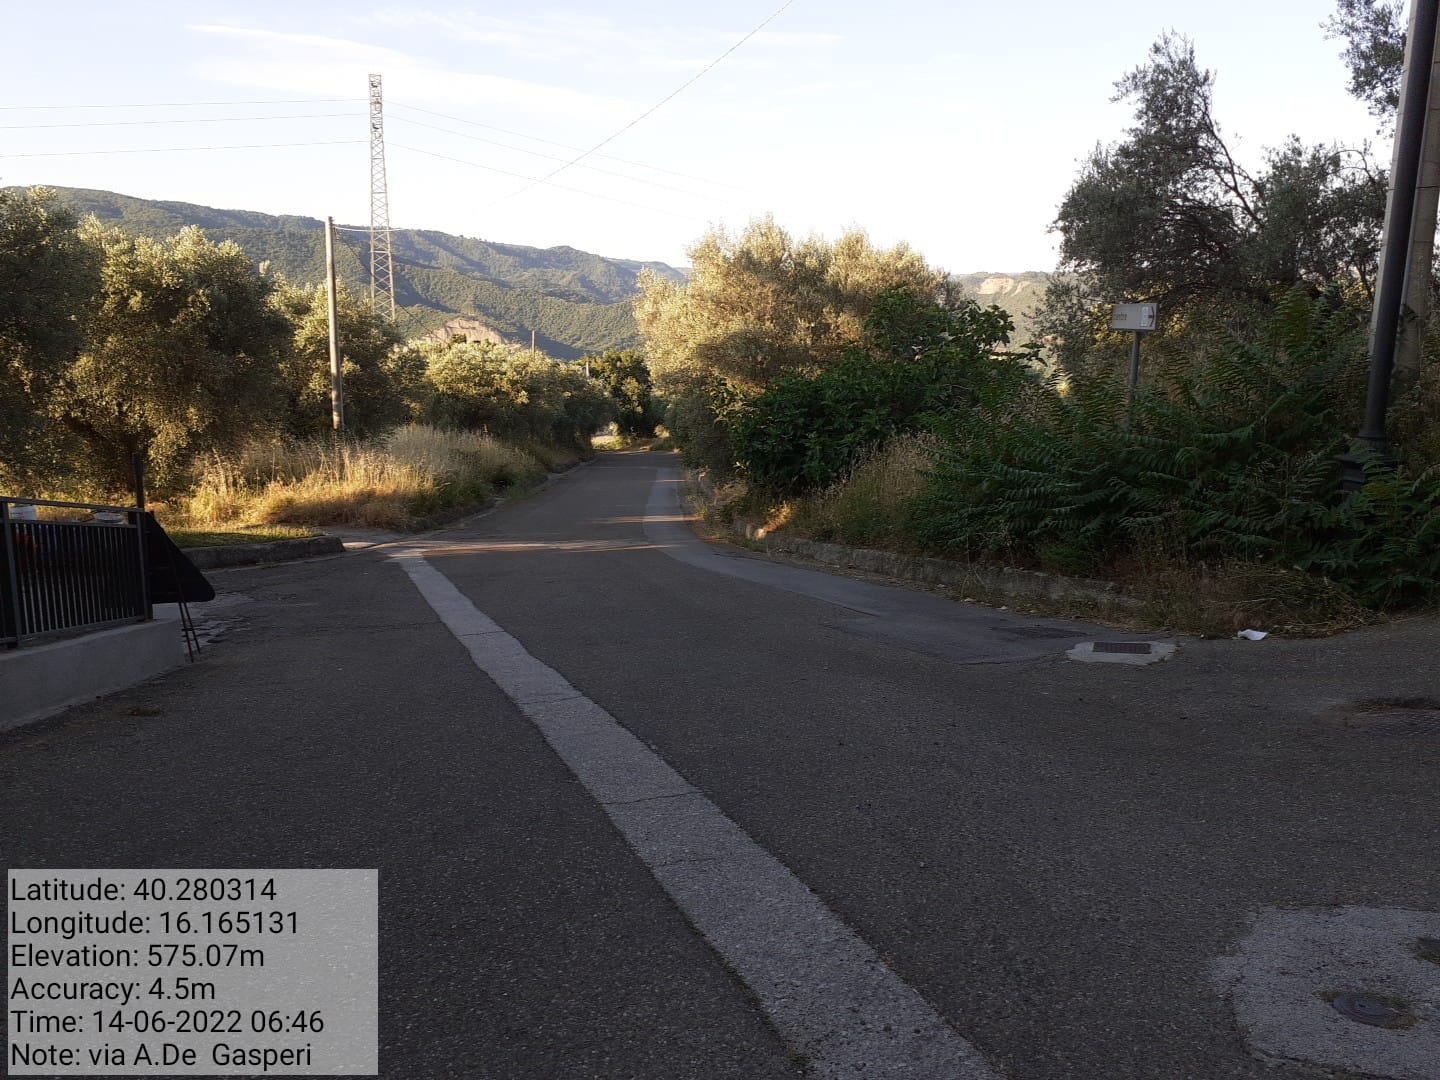 Latitude: 40.280314
Longitude: 16.165131
Elevation: 575.07m
Accuracy: 4.5m
Time: 14-06-2022 06:46
Note: via A.De  Gasperi